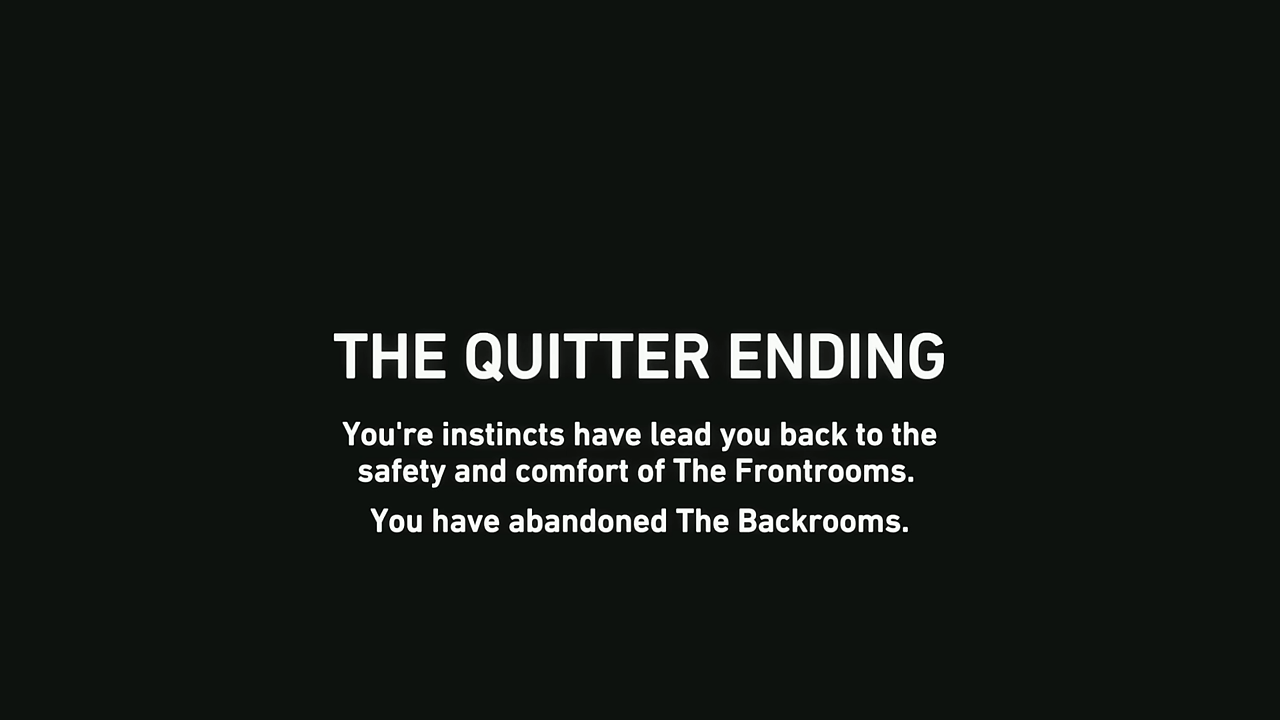 THE QUITTER ENDING
You're instincts have lead you back to the
safety and comfort of The Frontrooms.
You have abandoned The Backrooms.